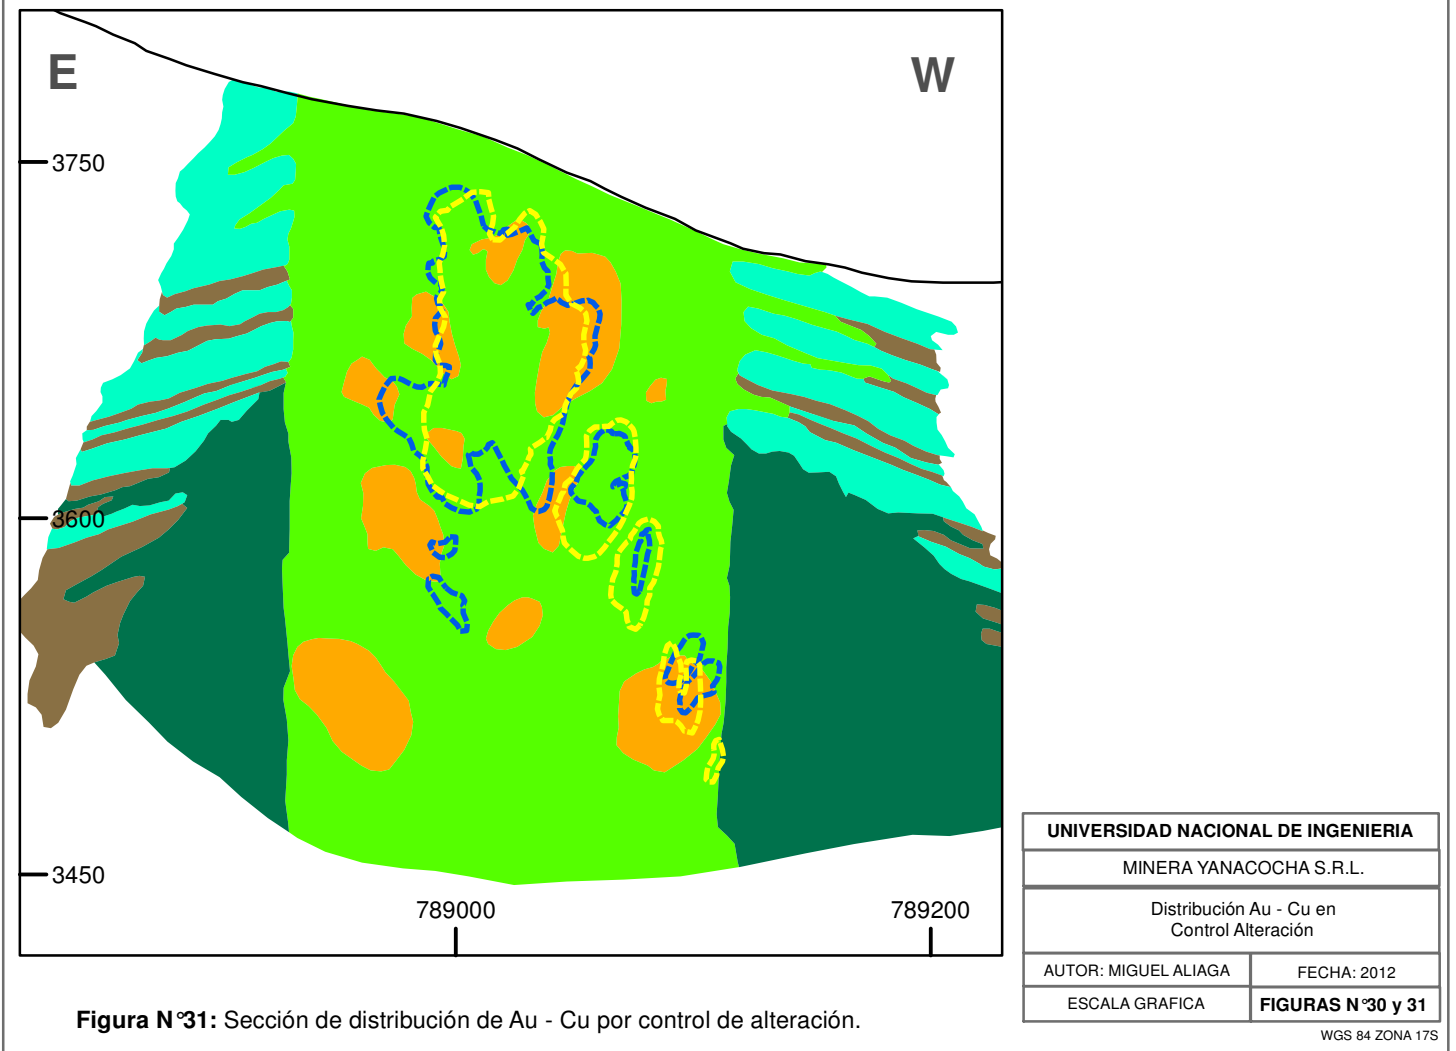 E
W
3750
3600
3450
789000
789200
UNIVERSIDAD NACIONAL DE INGENIERIA
MINERA YANACOCHA S.R.L.
Distribución Au - Cu en
Control Alteración
AUTOR: MIGUEL ALIAGA
FECHA: 2012
ESCALA GRAFICA
FIGURAS N°30 y 31
Figura N°31: Sección de distribución de Au - Cu por control de alteración.
WGS 84 ZONA 17S